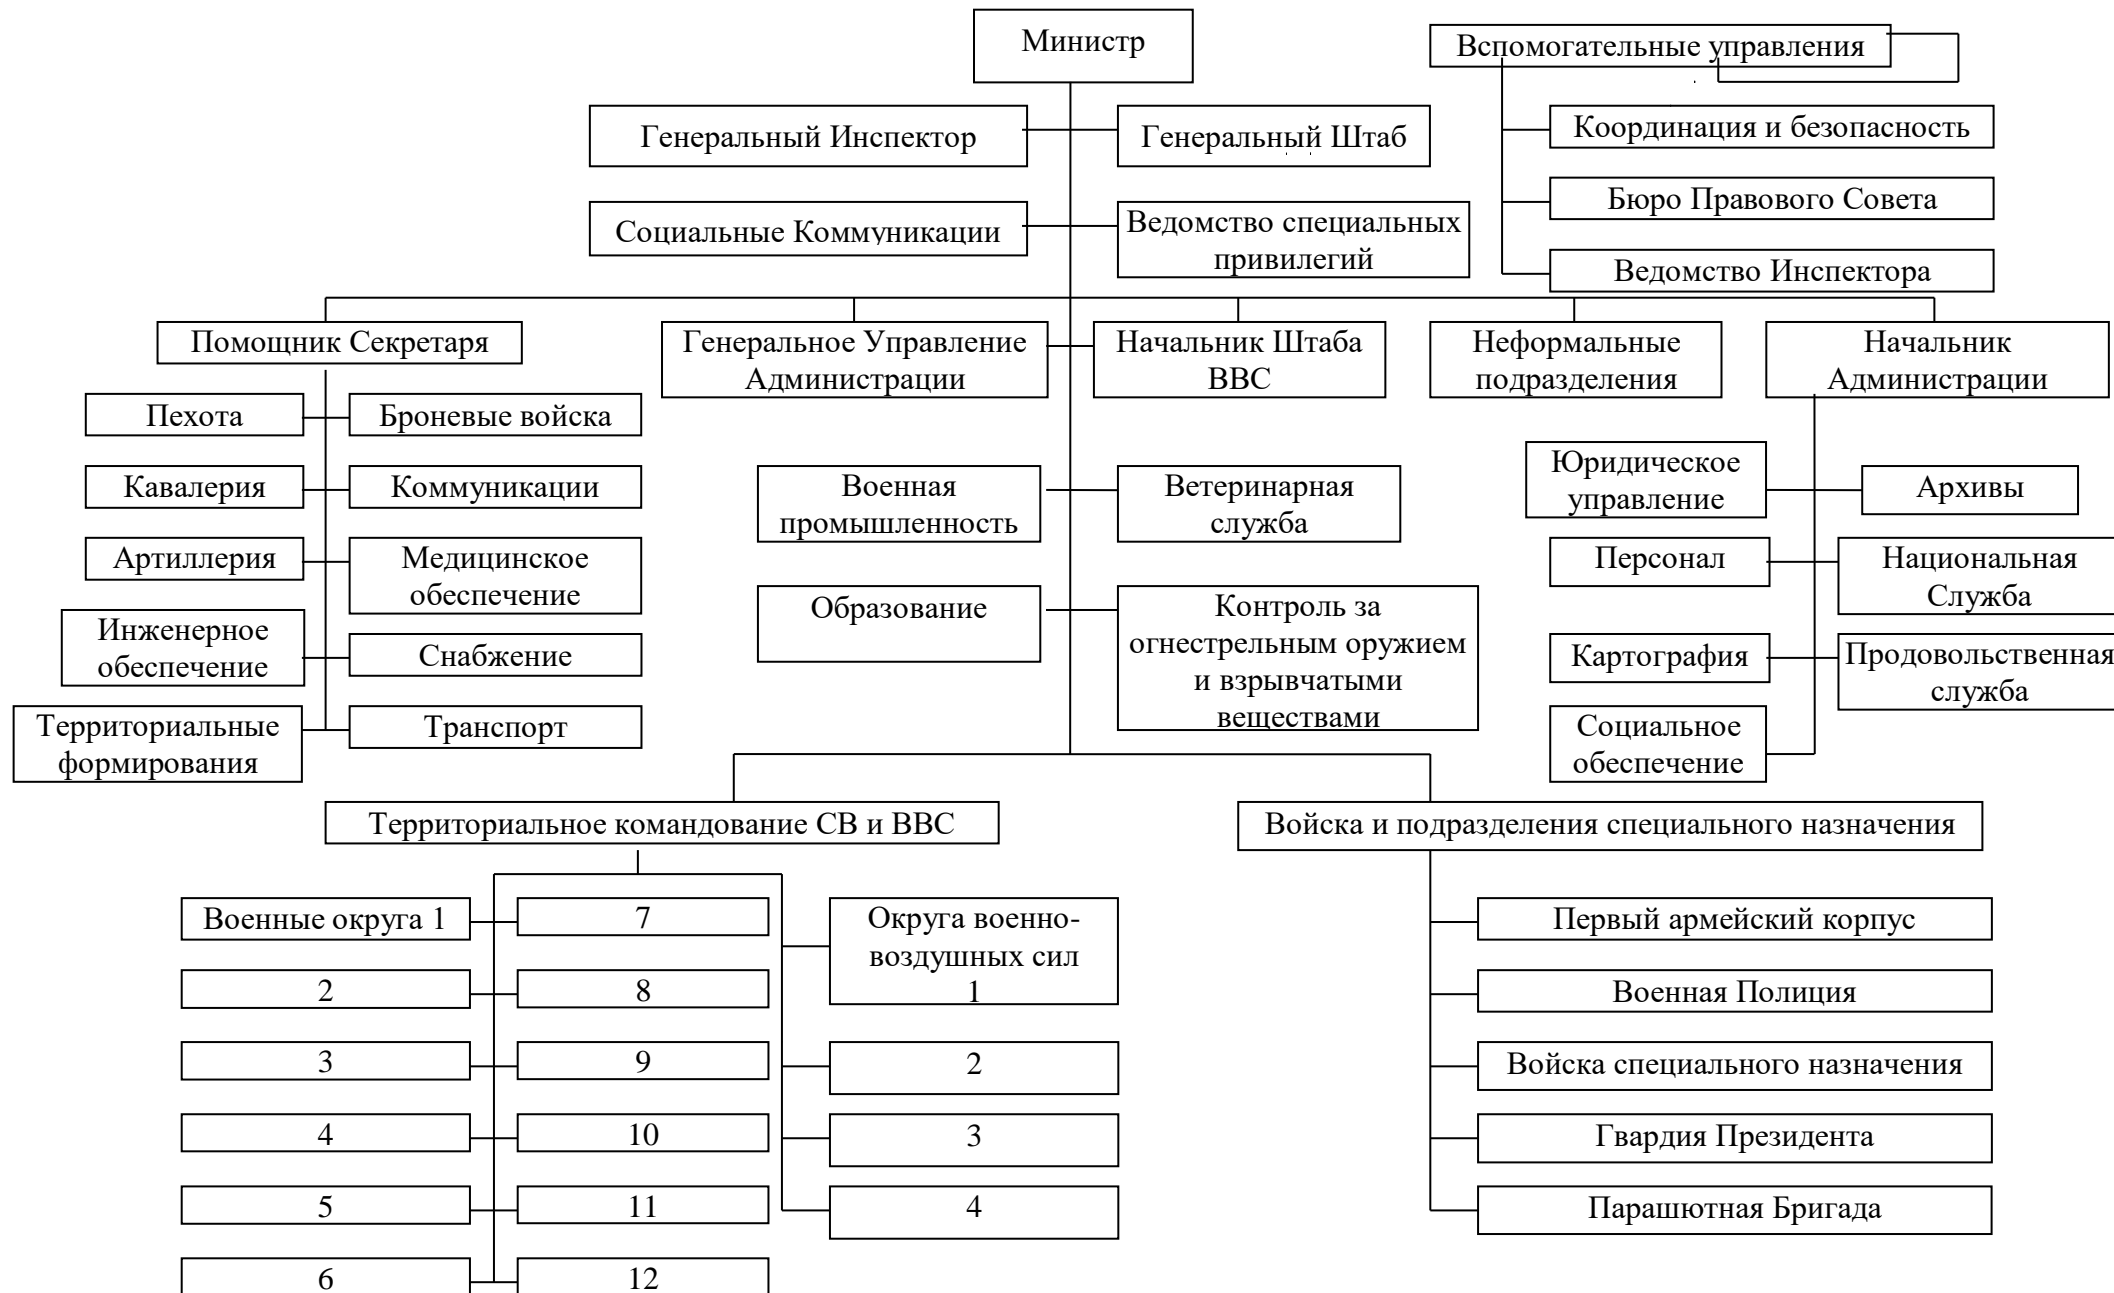 Министр
Вспомогательные управления
Генеральный Инспектор
Генеральный Штаб
Координация и безопасность
Социальные Коммуникации
Ведомство специальных
привилегий
Бюро Правового Совета
Ведомство Инспектора
Помощник Секретаря
Генеральное Управление
Администрации
Начальник Штаба
ВВС
Неформальные
подразделения
Начальник
Администрации
Пехота
Броневые войска
Кавалерия
Коммуникации
Артиллерия
Медицинское
обеспечение
Инженерное
обеспечение
Снабжение
Территориальные
формирования
Транспорт
Военная
промышленность
Ветеринарная
служба
Образование
Контроль за
огнестрельным оружием
и взрывчатыми
веществами
Юридическое
управление
Архивы
Персонал
Национальная
Служба
Картография
Продовольственная
служба
Социальное
обеспечение
Территориальное командование СВ и ВВС
Войска и подразделения специального назначения
Военные округа 1
7
2
8
3
9
4
10
5
11
6
12
Округа военно-
воздушных сил
1
2
3
4
Первый армейский корпус
Военная Полиция
Войска специального назначения
Гвардия Президента
Парашютная Бригада